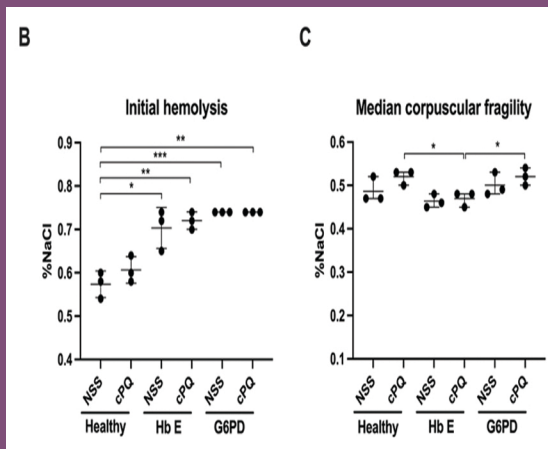 B
Initial hemolysis
**
***
**
*
0.9
0.8
0.7
0.6
0.5
0.4
%NaCl
NSS cPQ NSS cPQ NSS cPQ
Healthy Hb E G6PD
C
Median corpuscular fragility
* *
0.6
0.5
0.4
0.3
0.2
0.1
%NaCl
NSS cPQ NSS cPQ NSS cPQ
Healthy Hb E G6PD